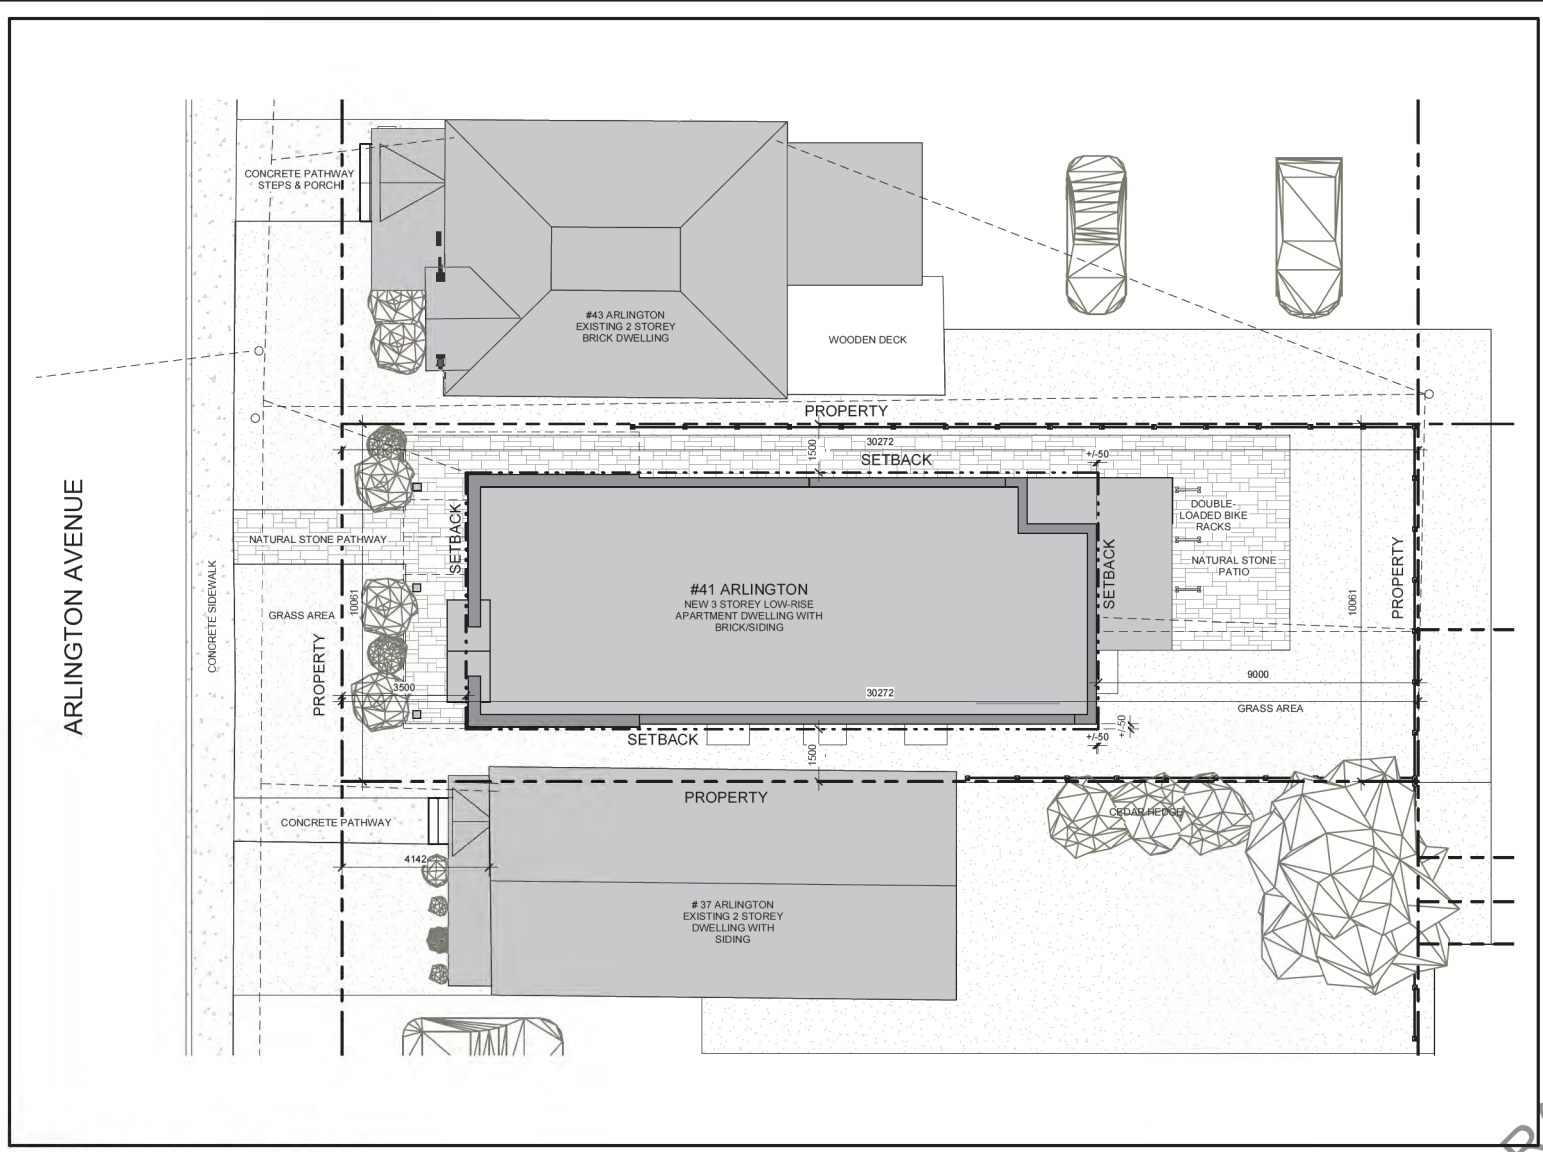 CONCRETE PATHWAY
STEPS & PORCH
#43 ARLINGTON
EXISTING 2 STOREY
BRICK DWELLING
WOODEN DECK
PROPERTY
30272
1500
SETBACK
+/-50
ARLINGTON AVENUE
CONCRETE SIDEWALK
NATURAL STONE PATHWAY
SETBACK
DOUBLE-
LOADED BIKE
RACKS
NATURAL STONE
PATIO
SETBACK
PROPERTY
#41 ARLINGTON
NEW 3 STOREY LOW-RISE
APARTMENT DWELLING WITH
BRICK/SIDING
GRASS AREA
10061
10061
PROPERTY
3500
30272
9000
GRASS AREA
SETBACK
1500
+/-50
+/-50
PROPERTY
CONCRETE PATHWAY
CEDAR HEDGE
4142
# 37 ARLINGTON
EXISTING 2 STOREY
DWELLING WITH
SIDING